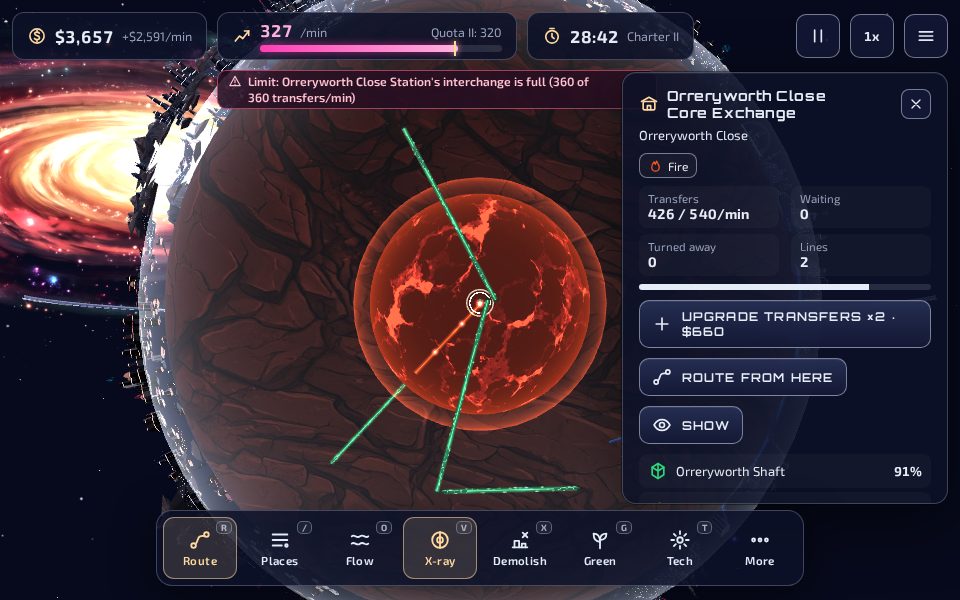 $3,657 +$2,591/min
327 /min Quota II: 320
28:42 Charter II
1x
Limit: Orreryworth Close Station's interchange is full (360 of
360 transfers/min)
Orreryworth Close
Core Exchange
Orreryworth Close
Fire
Transfers
426 / 540/min
Waiting
0
Turned away
0
Lines
2
UPGRADE TRANSFERS x2 ·
$660
ROUTE FROM HERE
SHOW
Orreryworth Shaft 91%
R
Route
/
Places
O
Flow
V
X-ray
X
Demolish
G
Green
T
Tech
More